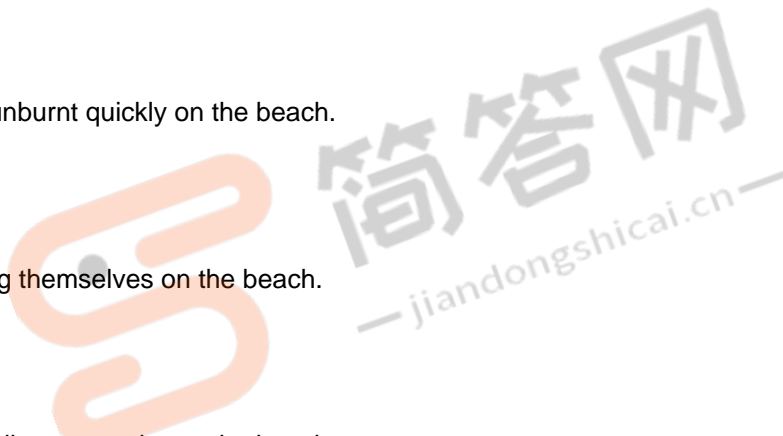 unburnt quickly on the beach.
简答网
jiandongshicai.cn
themselves on the beach.